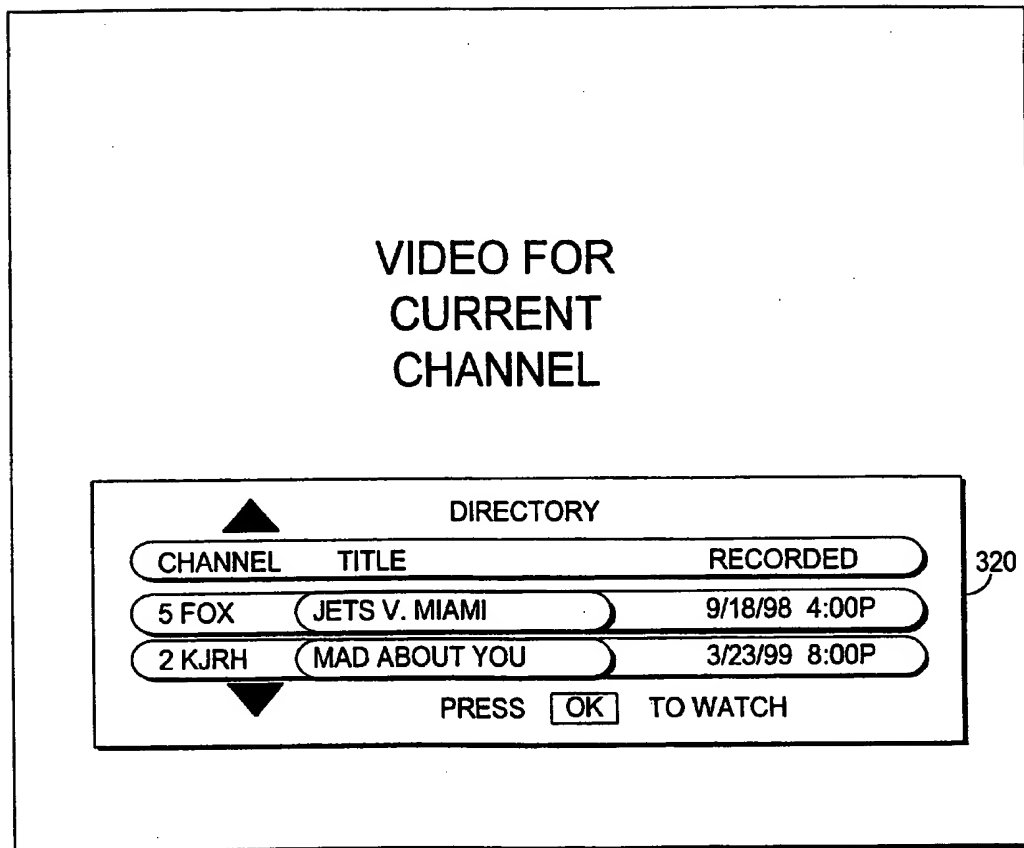 VIDEO FOR
CURRENT
CHANNEL
DIRECTORY
CHANNEL TITLE RECORDED
320
5 FOX JETS V. MIAMI 9/18/98 4:00P
2 KJRH MAD ABOUT YOU 3/23/99 8:00P
PRESS OK TO WATCH